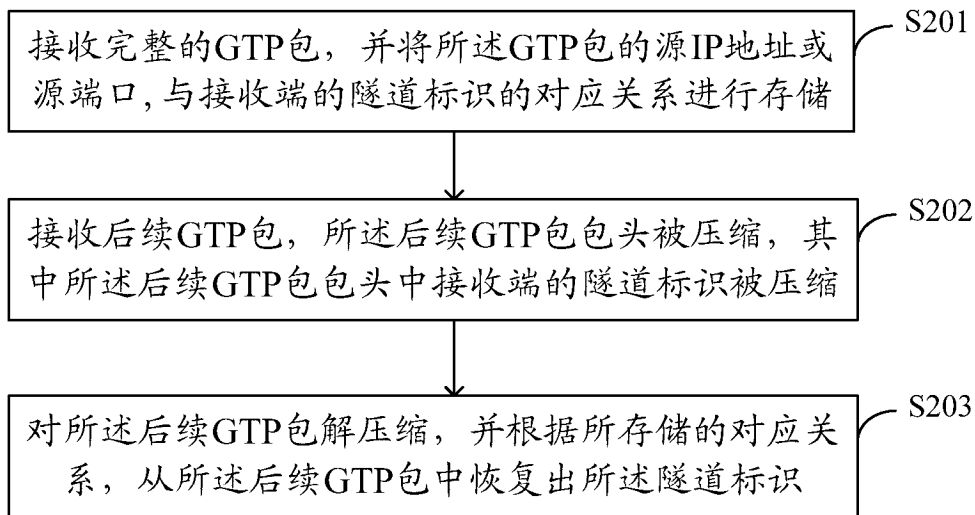 接收完整的GTP包，并将所述GTP包的源IP地址或
源端口,与接收端的隧道标识的对应关系进行存储
S201
接收后续GTP包，所述后续GTP包包头被压缩，其
中所述后续GTP包包头中接收端的隧道标识被压缩
S202
对所述后续GTP包解压缩，并根据所存储的对应关
系，从所述后续GTP包中恢复出所述隧道标识
S203